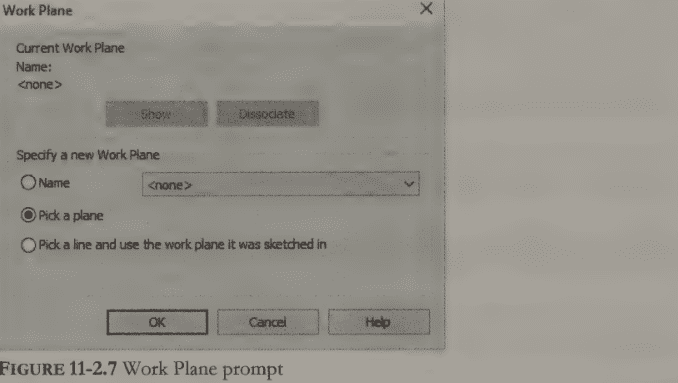 Work Plane
Current Work Plane
Name:
<none>
Show Dissociate
Specify a new Work Plane
Name <none>
Pick a plane
Pick a line and use the work plane it was sketched in
OK Cancel Help
FIGURE 11-2.7 Work Plane prompt